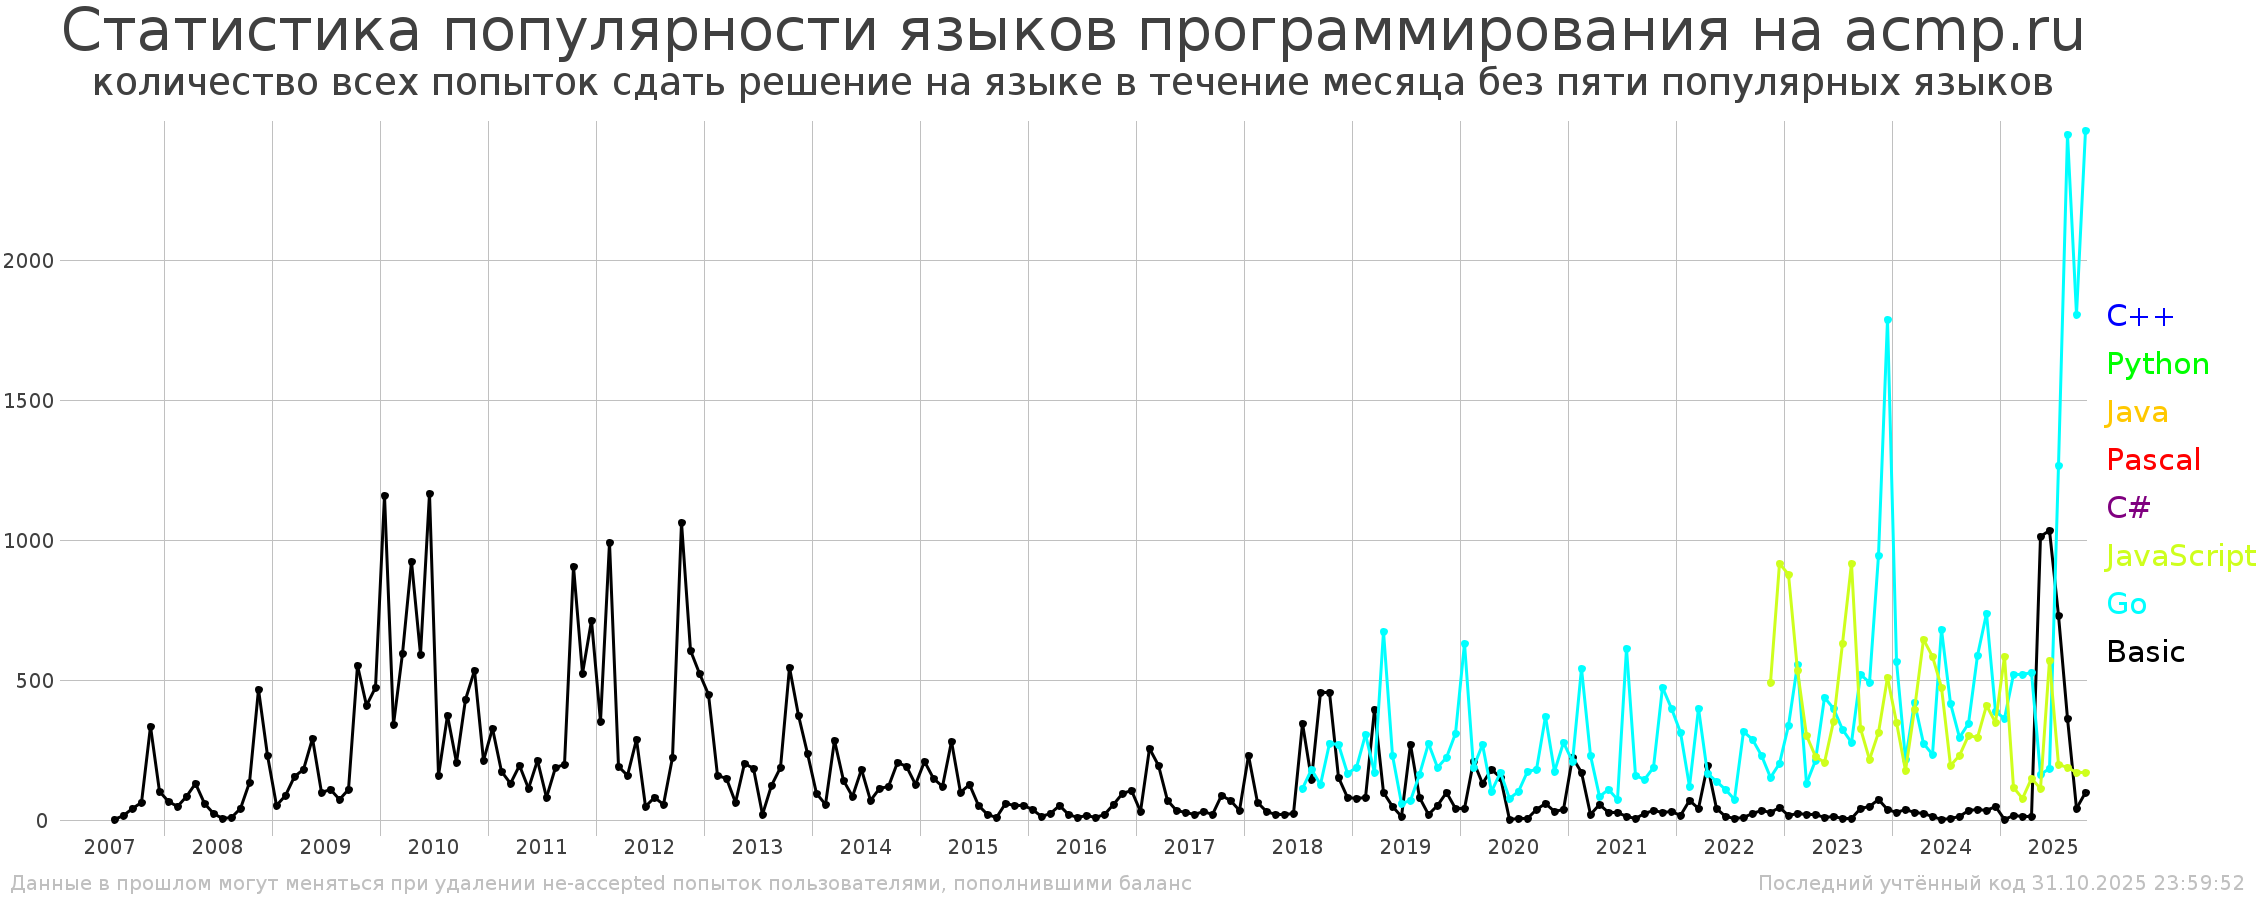 Статистика популярности языков программирования на acmp.ru
количество всех попыток сдать решение на языке в течение месяца без пяти популярных языков
2000
1500
1000
500
0
C++
Python
Java
Pascal
C#
JavaScript
Go
Basic
2007 2008 2009 2010 2011 2012 2013 2014 2015 2016 2017 2018 2019 2020 2021 2022 2023 2024 2025
Данные в прошлом могут меняться при удалении не-accepted попыток пользователями, пополнившими баланс
Последний учтённый код 31.10.2025 23:59:52